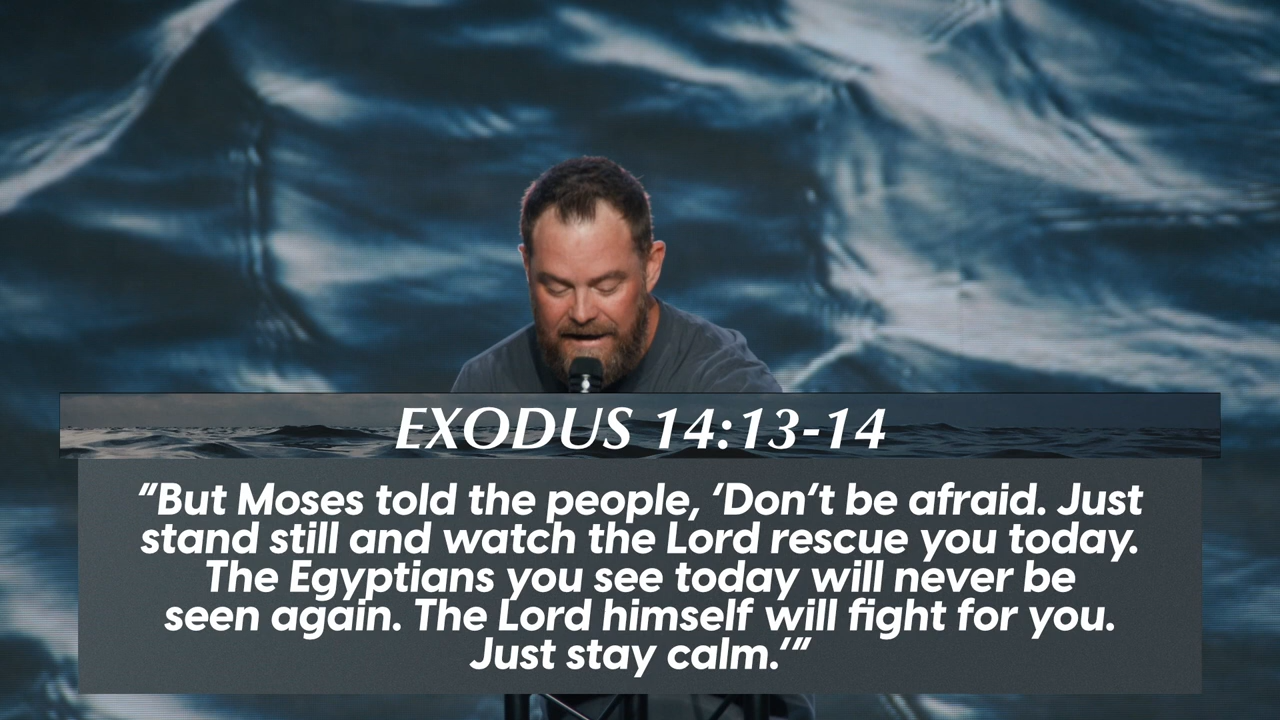 EXODUS 14:13-14
“But Moses told the people, ‘Don’t be afraid. Just
stand still and watch the Lord rescue you today.
The Egyptians you see today will never be
seen again. The Lord himself will fight for you.
Just stay calm.’”